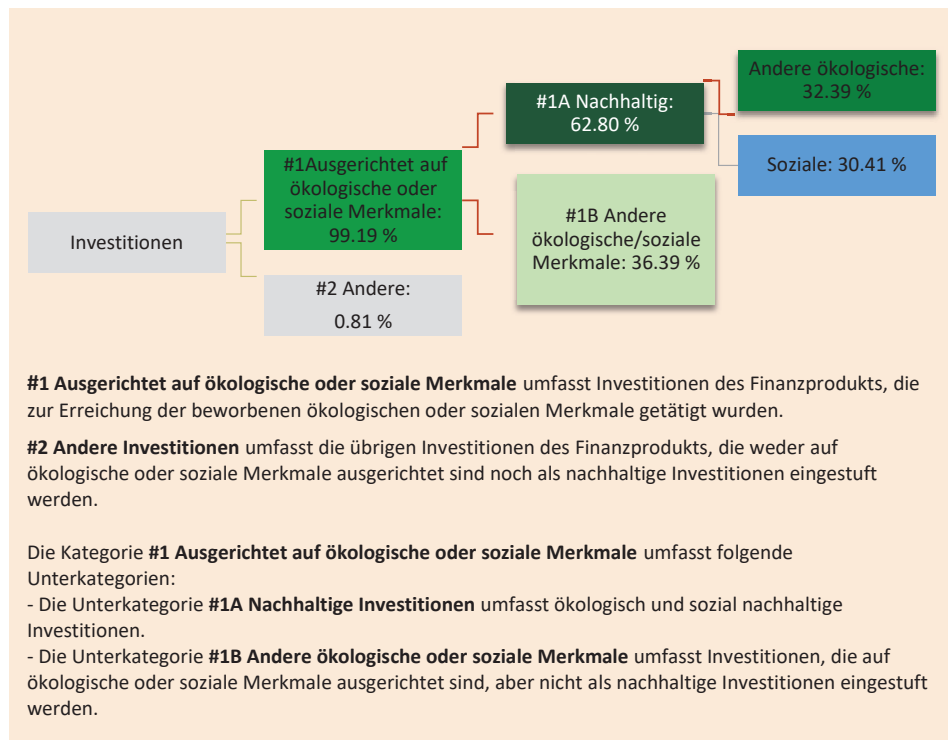 Investitionen
#1Ausgerichtet auf
ökologische oder
soziale Merkmale:
99.19 %
#2 Andere:
0.81 %
#1A Nachhaltig:
62.80 %
#1B Andere
ökologische/soziale
Merkmale: 36.39 %
Andere ökologische:
32.39 %
Soziale: 30.41 %
#1 Ausgerichtet auf ökologische oder soziale Merkmale umfasst Investitionen des Finanzprodukts, die
zur Erreichung der beworbenen ökologischen oder sozialen Merkmale getätigt wurden.
#2 Andere Investitionen umfasst die übrigen Investitionen des Finanzprodukts, die weder auf
ökologische oder soziale Merkmale ausgerichtet sind noch als nachhaltige Investitionen eingestuft
werden.
Die Kategorie #1 Ausgerichtet auf ökologische oder soziale Merkmale umfasst folgende
Unterkategorien:
- Die Unterkategorie #1A Nachhaltige Investitionen umfasst ökologisch und sozial nachhaltige
Investitionen.
- Die Unterkategorie #1B Andere ökologische oder soziale Merkmale umfasst Investitionen, die auf
ökologische oder soziale Merkmale ausgerichtet sind, aber nicht als nachhaltige Investitionen eingestuft
werden.